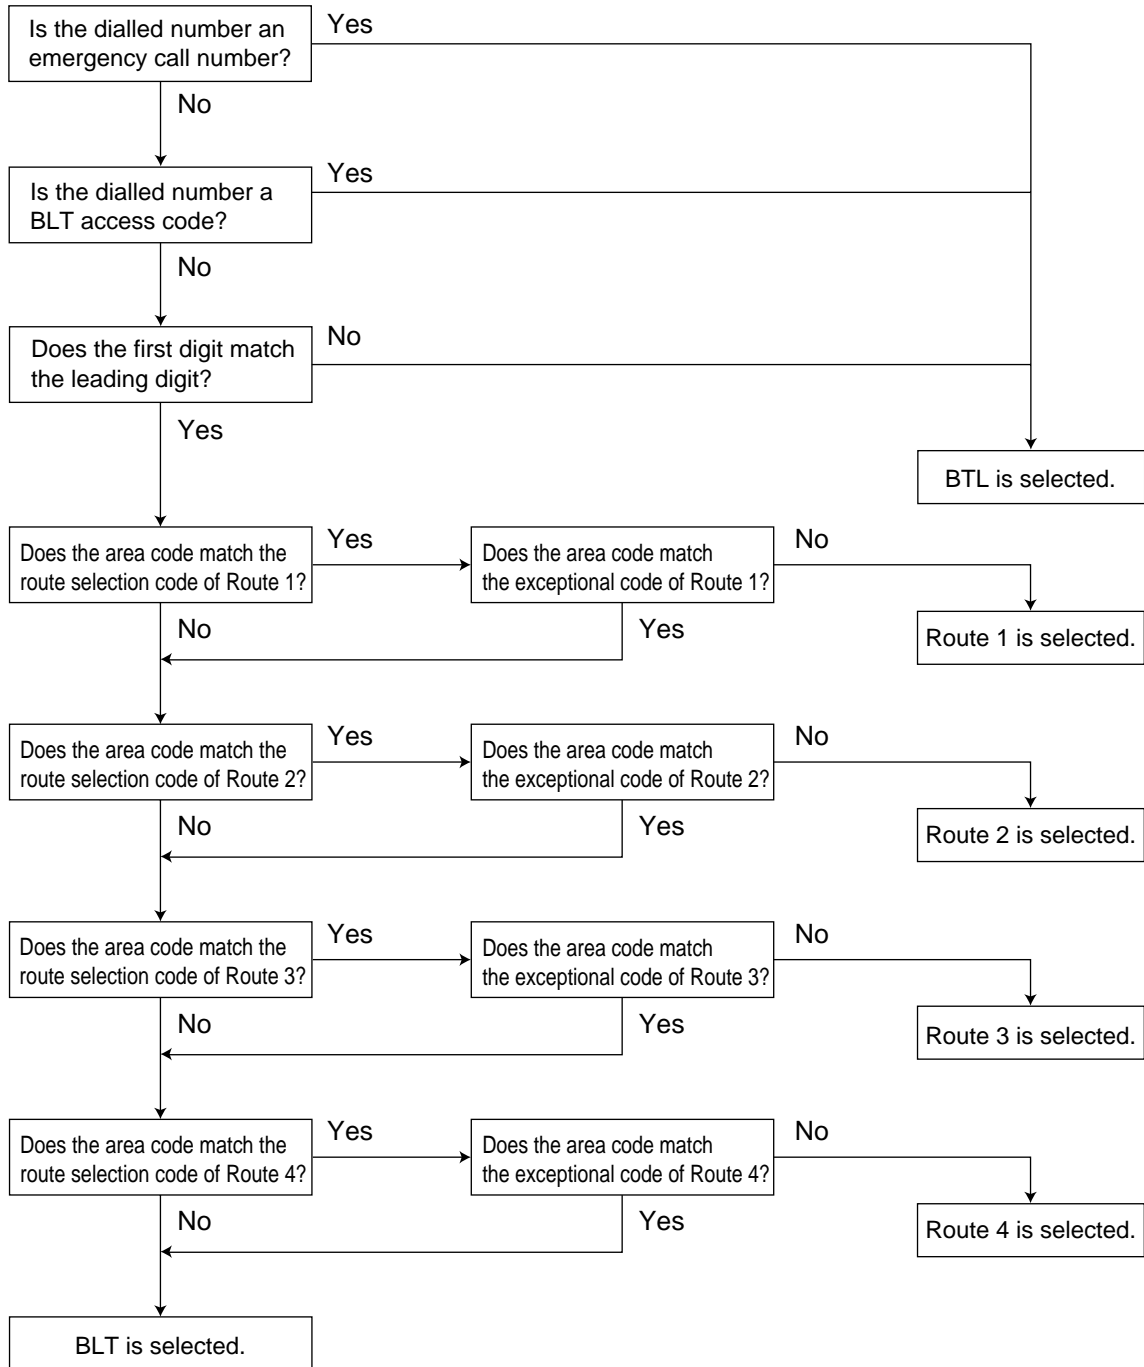 Is the dialled number an
emergency call number?
Yes
No
Is the dialled number a
BLT access code?
Yes
No
Does the first digit match
the leading digit?
No
Yes
BTL is selected.
Does the area code match the
route selection code of Route 1?
Yes
Does the area code match
the exceptional code of Route 1?
No
No
Yes
Route 1 is selected.
Does the area code match the
route selection code of Route 2?
Yes
Does the area code match
the exceptional code of Route 2?
No
No
Yes
Route 2 is selected.
Does the area code match the
route selection code of Route 3?
Yes
Does the area code match
the exceptional code of Route 3?
No
No
Yes
Route 3 is selected.
Does the area code match the
route selection code of Route 4?
Yes
Does the area code match
the exceptional code of Route 4?
No
No
Yes
Route 4 is selected.
BLT is selected.